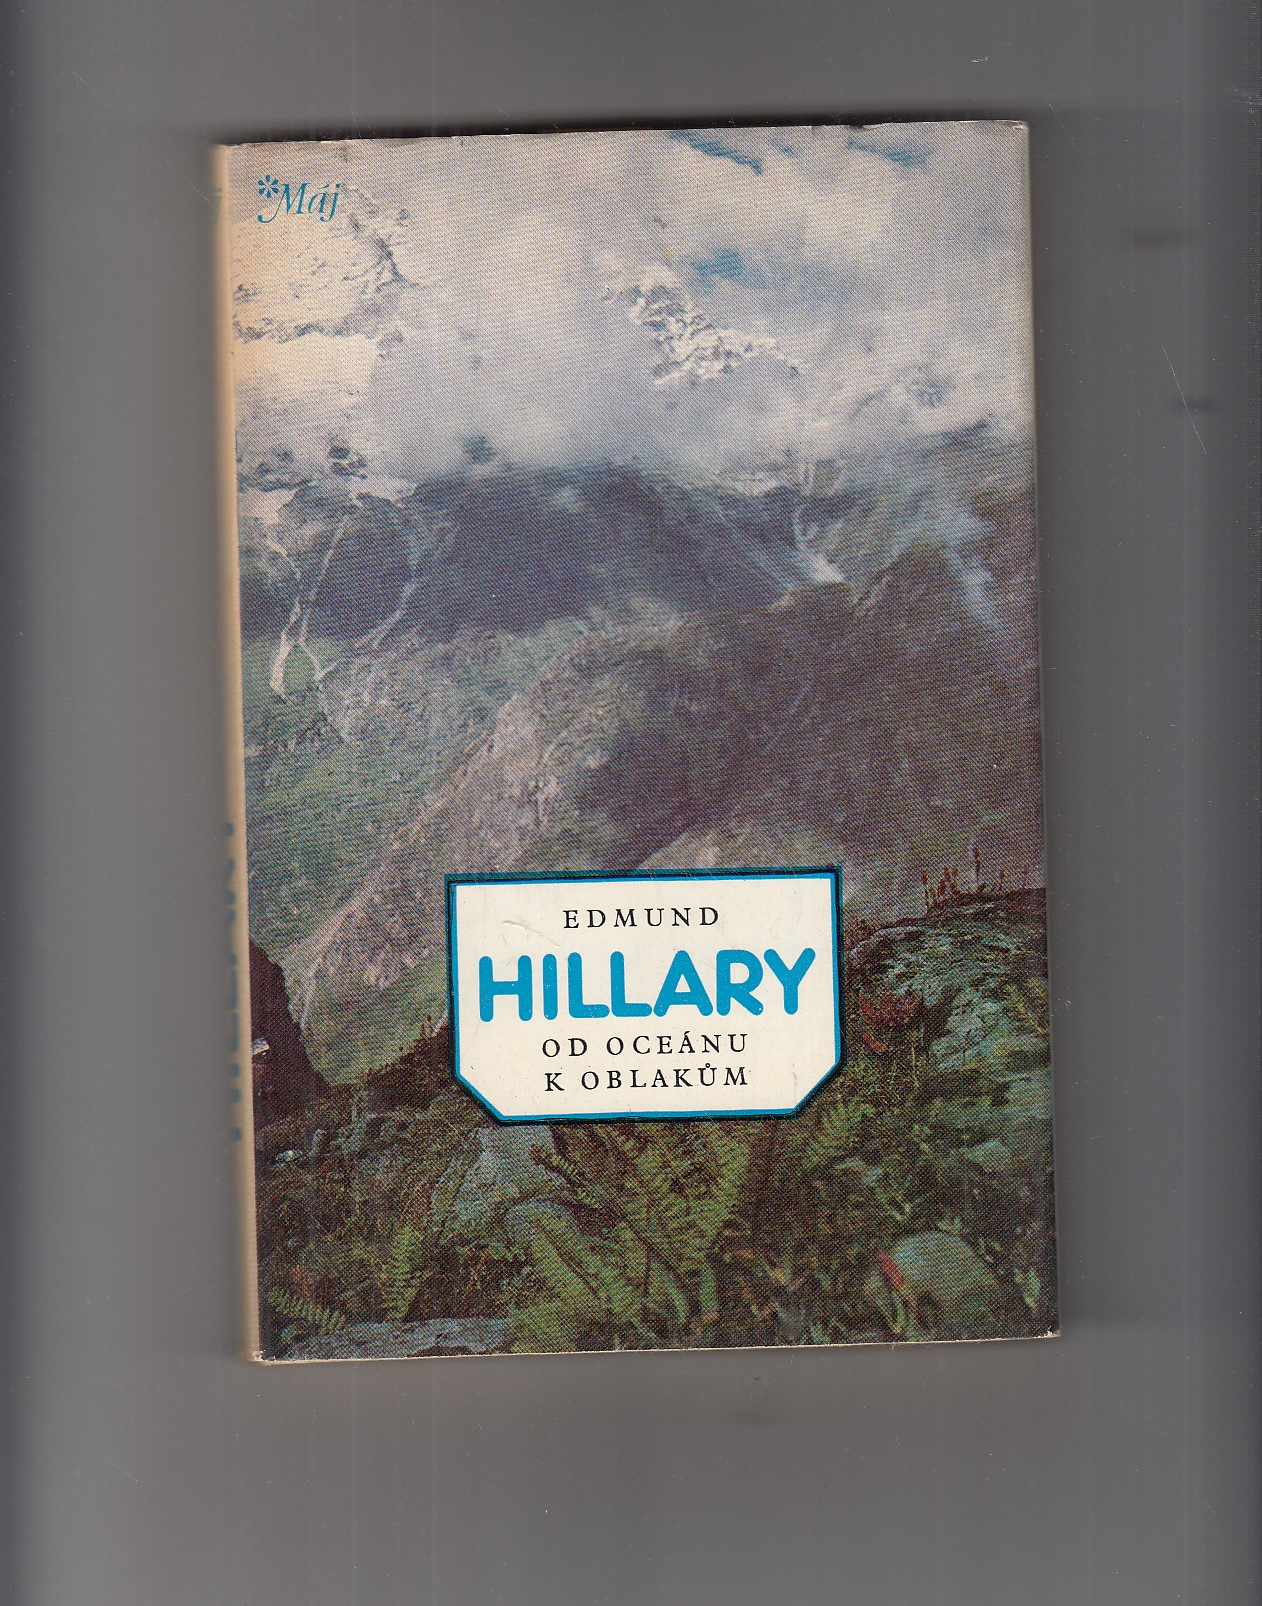 *Máj
EDMUND
HILLARY
OD OCEÁNU
K OBLAKŮM